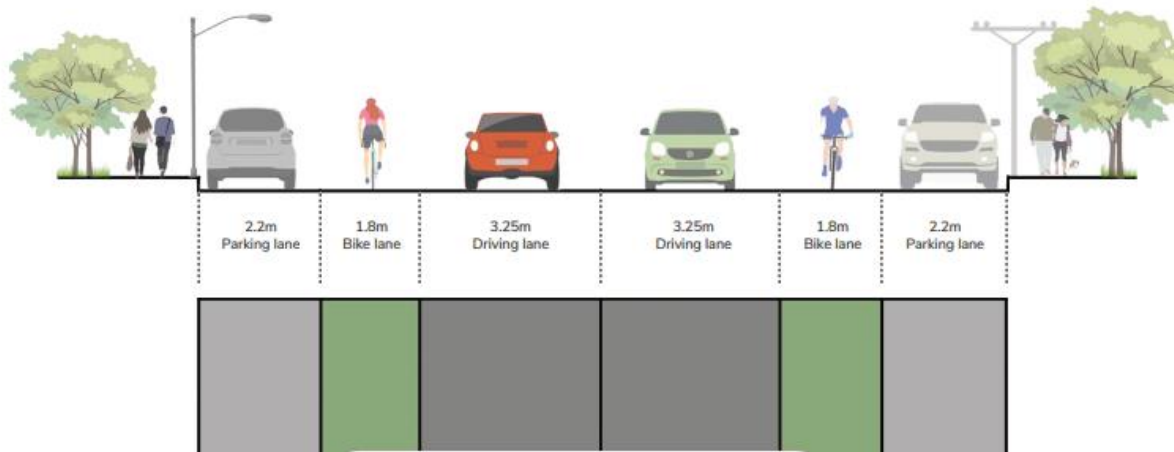 2.2m
Parking lane
1.8m
Bike lane
3.25m
Driving lane
3.25m
Driving lane
1.8m
Bike lane
2.2m
Parking lane